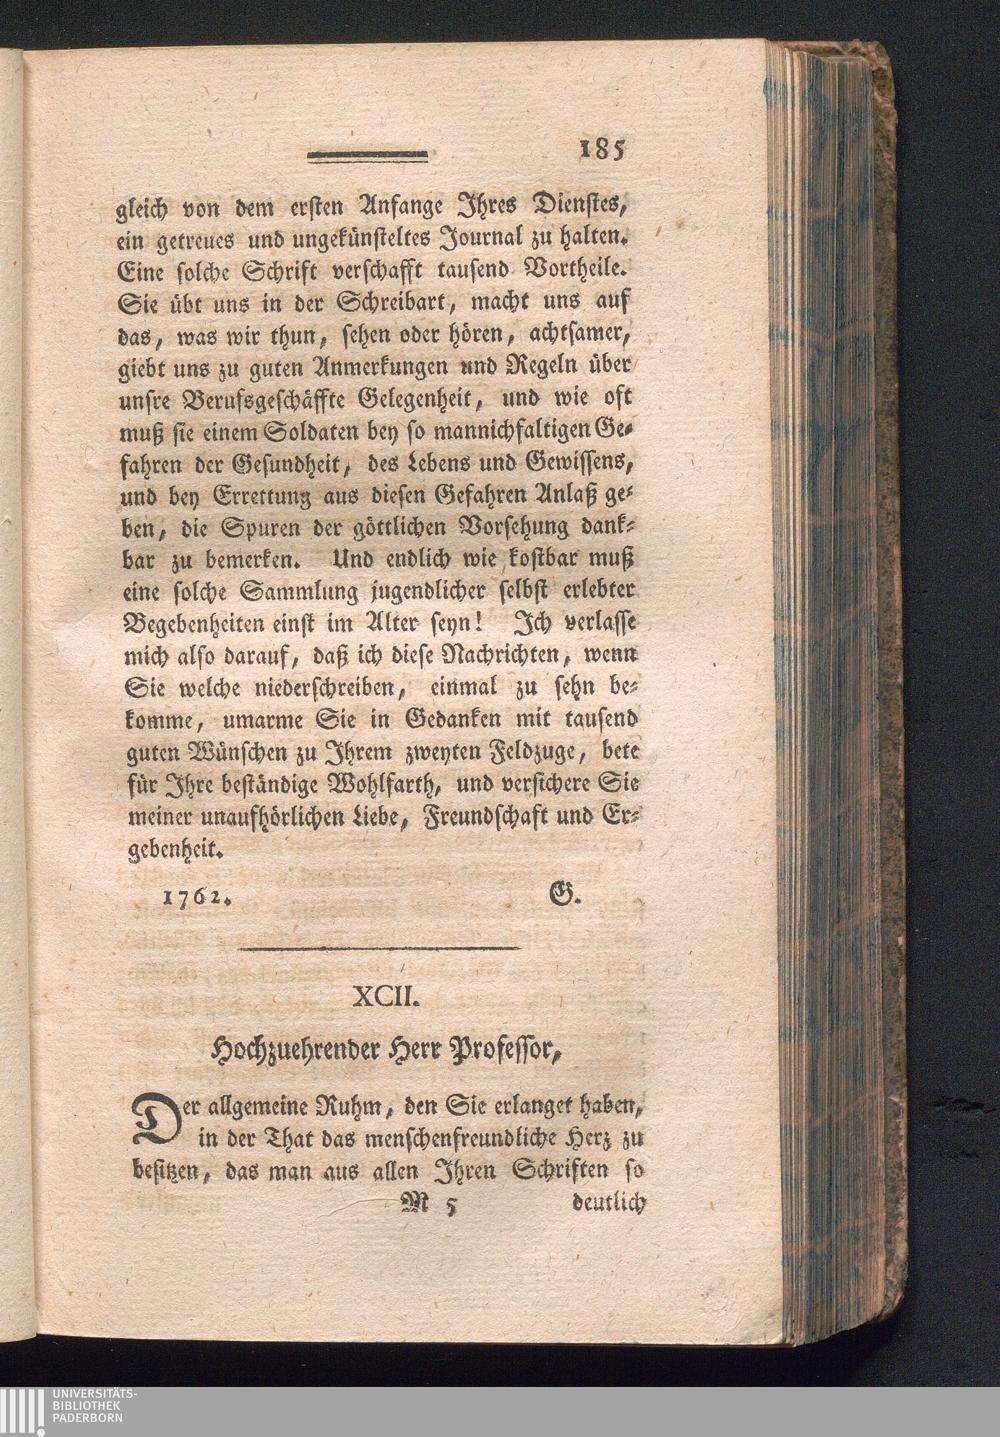 185
gleich von dem ersten Anfange Ihres Dienstes,
ein getreues und ungekünsteltes Journal zu halten.
Eine solche Schrift verschafft tausend Vortheile.
Sie übt uns in der Schreibart, macht uns auf
das, was wir thun, sehen oder hören, achtsamer,
giebt uns zu guten Anmerkungen und Regeln über
unsre Berufsgeschäffte Gelegenheit, und wie oft
muß sie einem Soldaten bey so mannichfaltigen Ge-
fahren der Gesundheit, des Lebens und Gewissens,
und bey Errettung aus diesen Gefahren Anlaß ge-
ben, die Spuren der göttlichen Vorsehung dank-
bar zu bemerken. Und endlich wie kostbar muß
eine solche Sammlung jugendlicher selbst erlebter
Begebenheiten einst im Alter seyn! Ich verlasse
mich also darauf, daß ich diese Nachrichten, wenn
Sie welche niederschreiben, einmal zu sehn be-
komme, umarme Sie in Gedanken mit tausend
guten Wünschen zu Ihrem zweyten Feldzuge, bete
für Ihre beständige Wohlfarth, und versichere Sie
meiner unaufhörlichen Liebe, Freundschaft und Er-
gebenheit.
1762. G.
XCII.
Hochzuehrender Herr Professor,
Der allgemeine Ruhm, den Sie erlanget haben,
in der That das menschenfreundliche Herz zu
besitzen, das man aus allen Ihren Schriften so
M 5 deutlich
UNIVERSITÄTS-
BIBLIOTHEK
PADERBORN